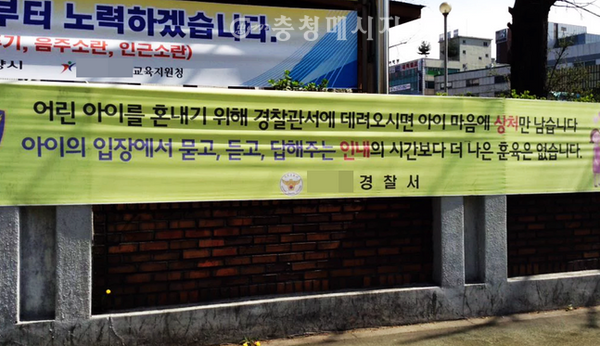 부터 노력하겠습니다.
충청매시지
기, 음주소란, 인근소란)
교육지원청
어린 아이를 혼내기 위해 경찰관서에 데려오시면 아이 마음에 상처만 남습니다
아이의 입장에서 묻고, 듣고, 답해주는 인내의 시간보다 더 나은 훈육은 없습니다.
경찰서